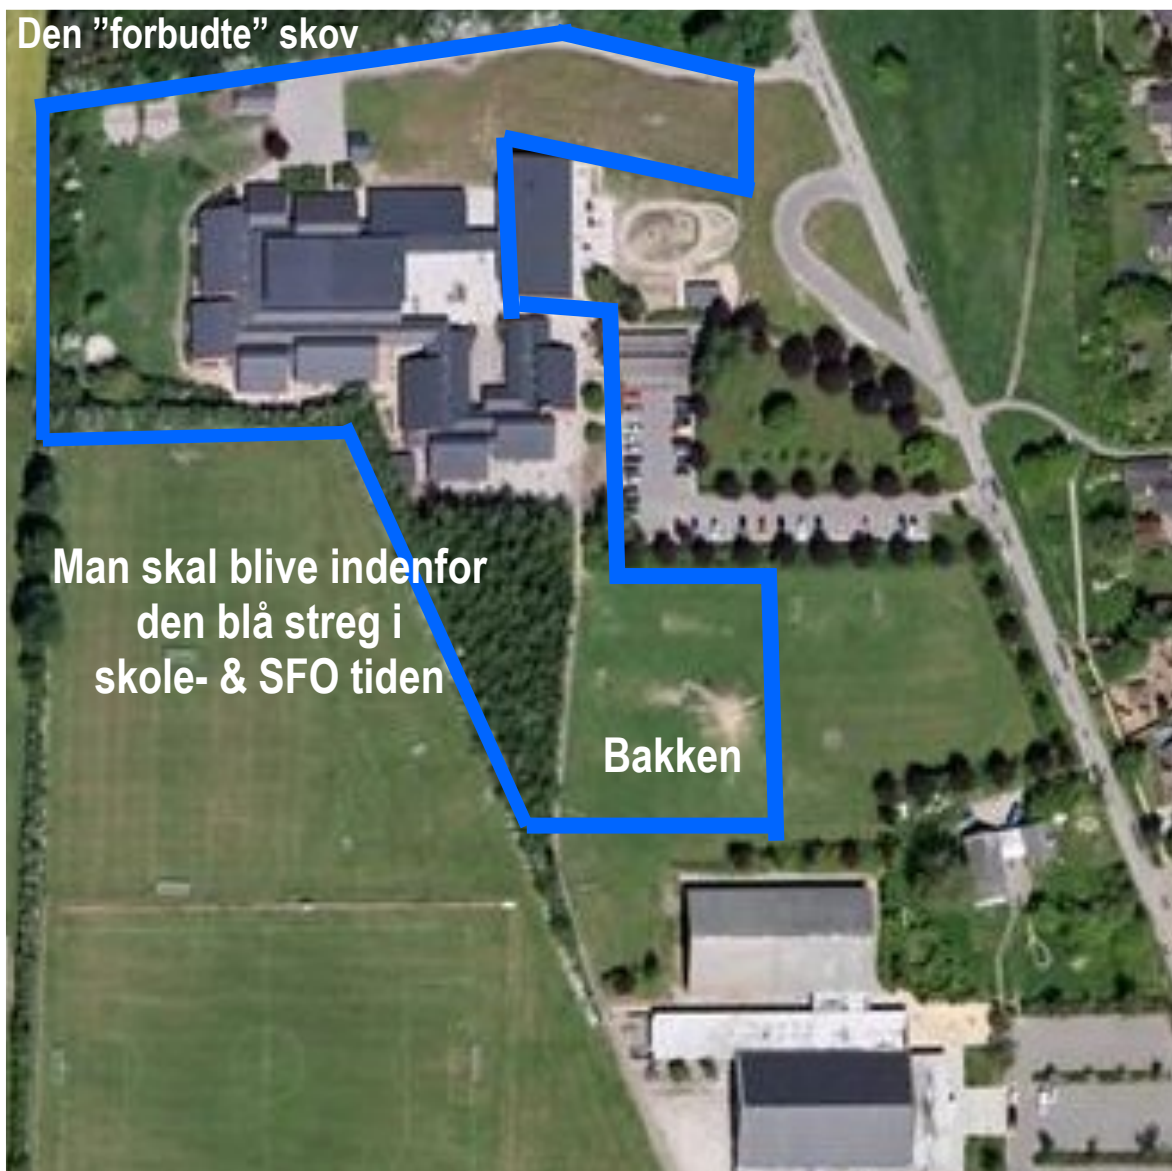 Den ”forbudte” skov
Man skal blive indenfor
den blå streg i
skole- & SFO tiden
Bakken